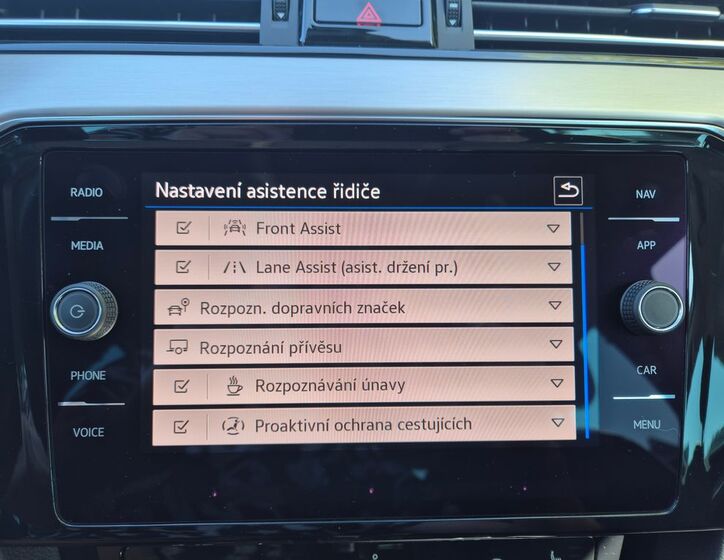 RADIO
MEDIA
PHONE
VOICE
Nastavení asistence řidiče
Front Assist
Lane Assist (asist. držení pr.)
Rozpozn. dopravních značek
Rozpoznání přívěsu
Rozpoznávání únavy
Proaktivní ochrana cestujících
NAV
APP
CAR
MENU